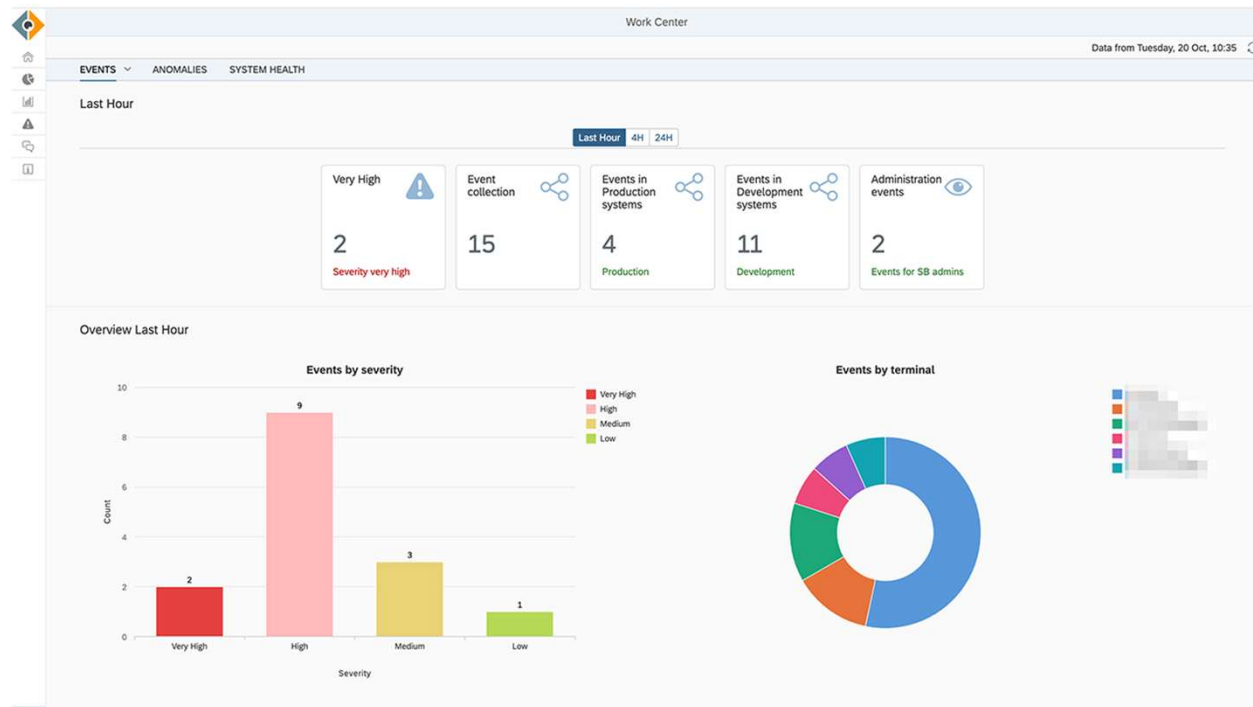 Work Center
Data from Tuesday, 20 Oct, 10:35
EVENTS ANOMALIES SYSTEM HEALTH
Last Hour
Last Hour 4H 24H
Very High
2
Severity very high
Event
collection
15
Events in
Production
systems
4
Production
Events in
Development
systems
11
Development
Administration
events
2
Events for SB admins
Overview Last Hour
Events by severity
10
8
6
4
2
0
Count
2
9
3
1
Very High
High
Medium
Low
Severity
Very High
High
Medium
Low
Events by terminal